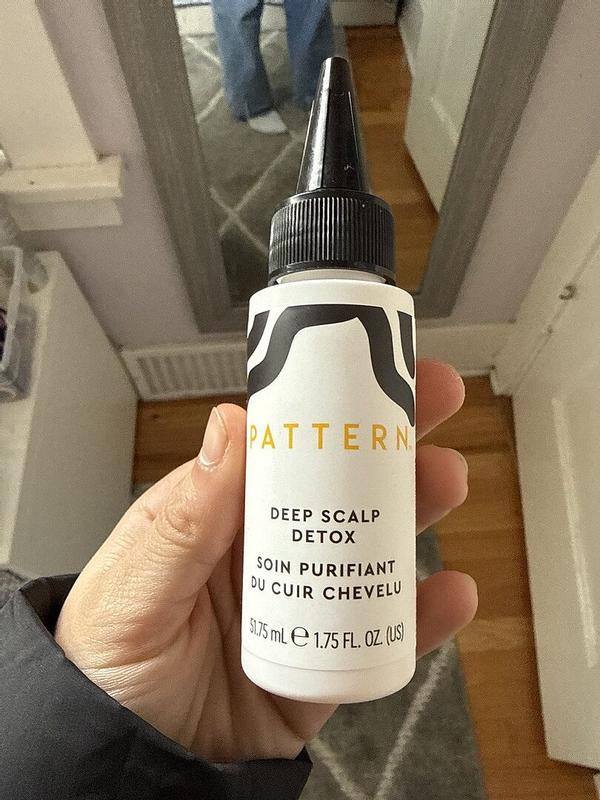 PATTERN
DEEP SCALP
DETOX
SOIN PURIFIANT
DU CUIR CHEVELU
51.75 mL ℮ 1.75 FL. OZ. (US)